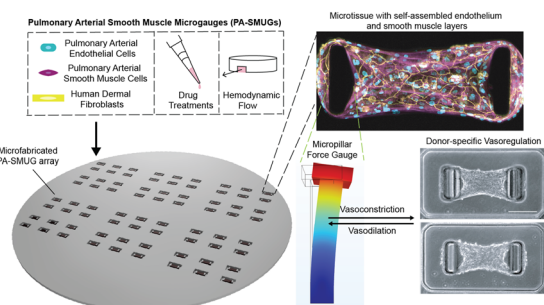 Pulmonary Arterial Smooth Muscle Microgauges (PA-SMUGs)
Pulmonary Arterial
Endothelial Cells
Pulmonary Arterial
Smooth Muscle Cells
Human Dermal
Fibroblasts
Drug
Treatments
Hemodynamic
Flow
Microtissue with self-assembled endothelium
and smooth muscle layers
Microfabricated
PA-SMUG array
Micropillar
Force Gauge
Vasoconstriction
Vasodilation
Donor-specific Vasoregulation